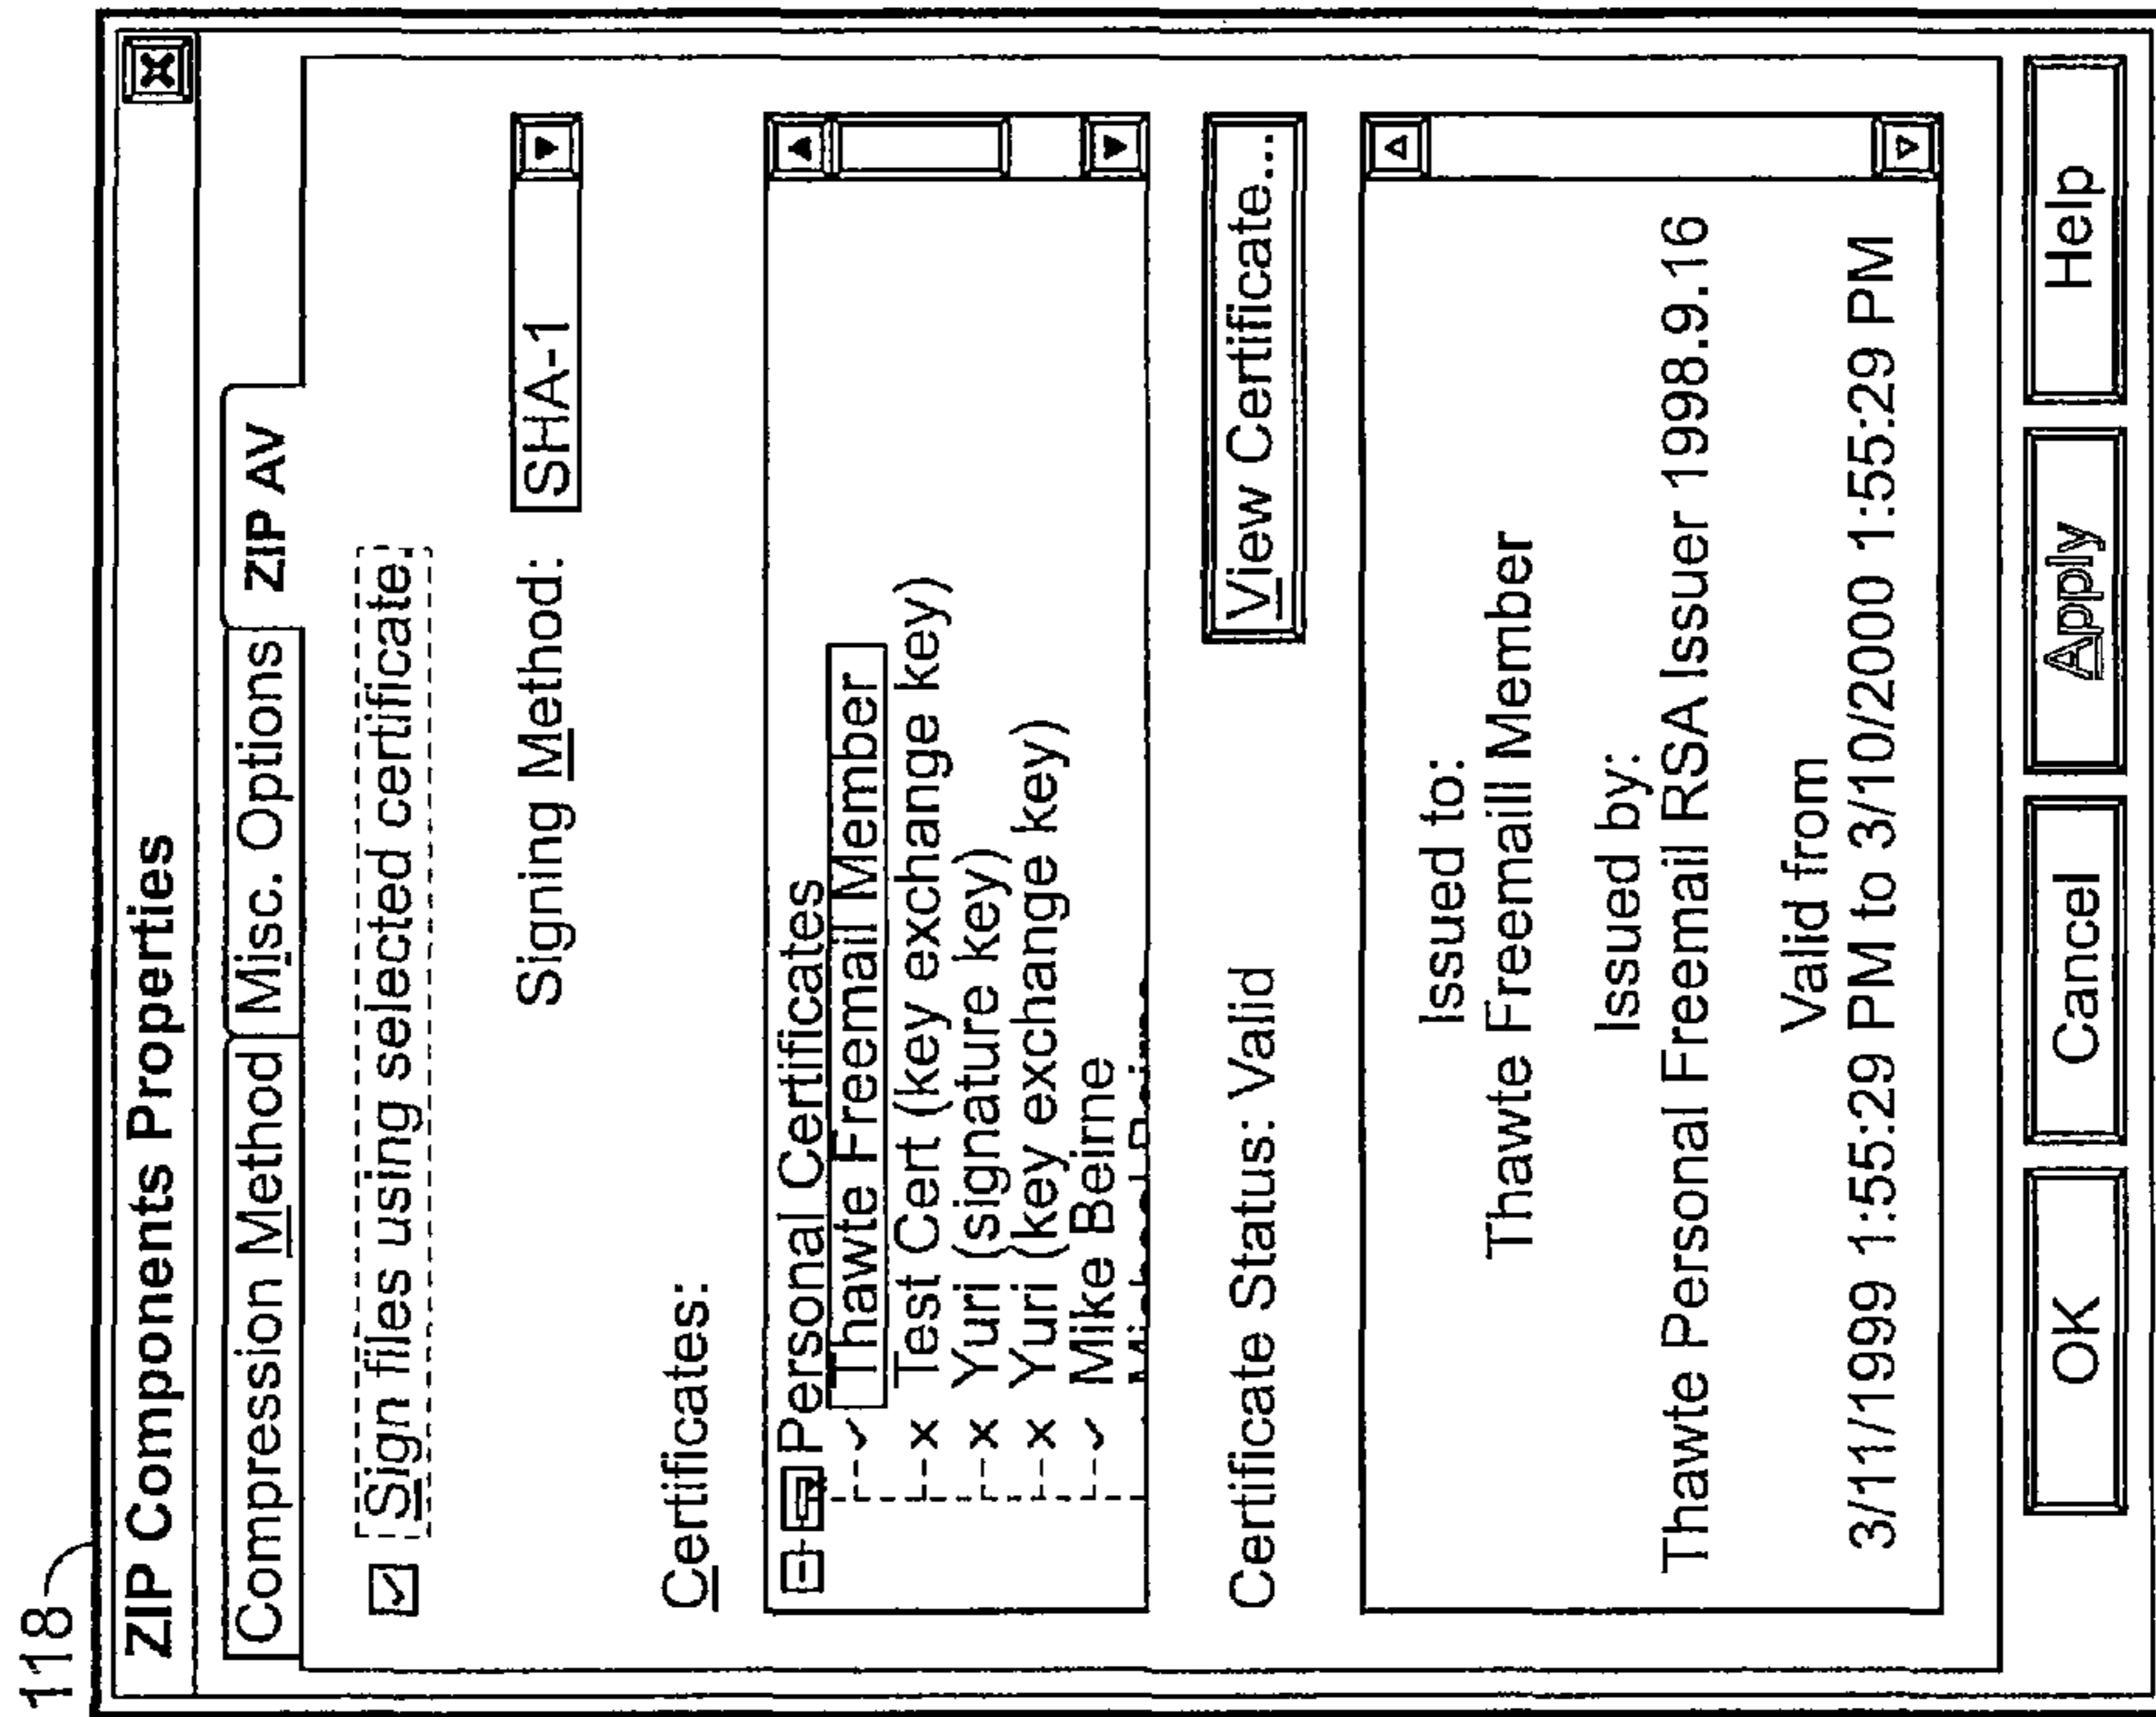 118
ZIP Components Properties
Compression Method Misc. Options ZIP AV
Sign files using selected certificate.
Signing Method: SHA-1
Certificates:
Personal Certificates
Thawte Freemail Member
Test Cert (key exchange key)
Yuri (signature key)
Yuri (key exchange key)
Mike Beirne
Certificate Status: Valid View Certificate...
Issued to:
Thawte Freemaill Member
Issued by:
Thawte Personal Freemail RSA Issuer 1998.9.16
Valid from
3/11/1999 1:55:29 PM to 3/10/2000 1:55:29 PM
OK Cancel Apply Help